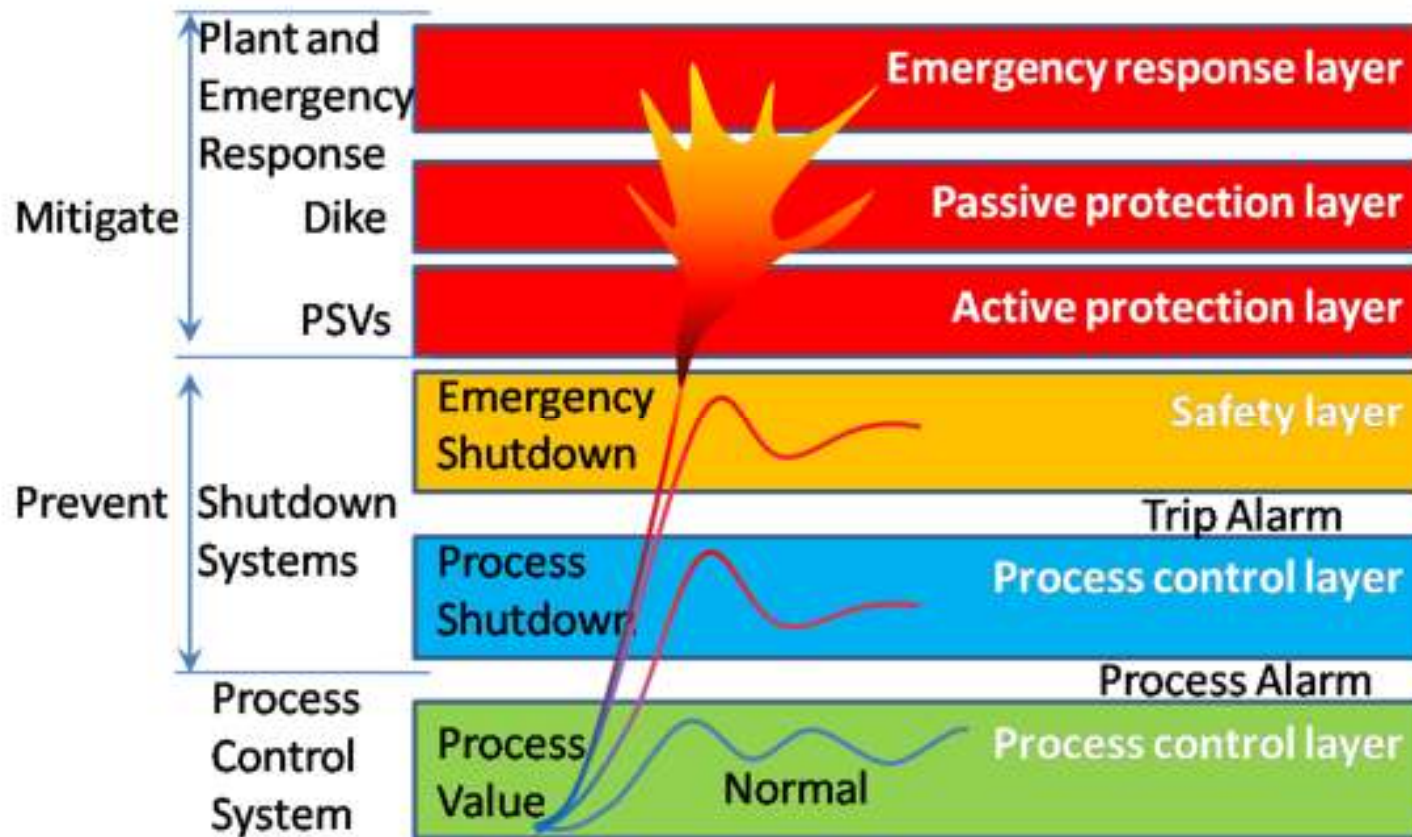 Plant and
Emergency
Response
Emergency response layer
Mitigate
Dike
Passive protection layer
PSVs
Active protection layer
Emergency
Shutdown
Safety layer
Prevent
Shutdown
Systems
Trip Alarm
Process
Shutdown
Process control layer
Process Alarm
Process
Control
System
Process
Value
Normal
Process control layer